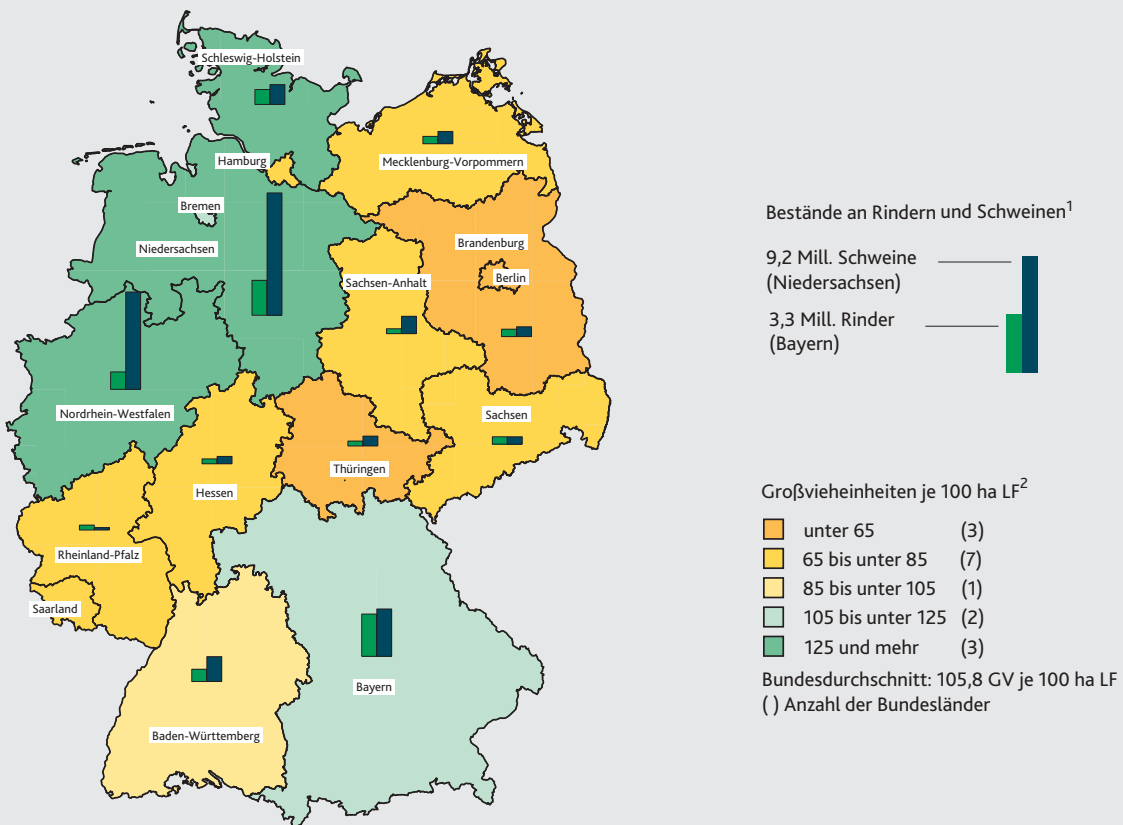 Schleswig-Holstein
Hamburg
Mecklenburg-Vorpommern
Bremen
Niedersachsen
Brandenburg
Berlin
Sachsen-Anhalt
Nordrhein-Westfalen
Sachsen
Thüringen
Hessen
Rheinland-Pfalz
Saarland
Bayern
Baden-Württemberg
Bestände an Rindern und Schweinen¹
9,2 Mill. Schweine
(Niedersachsen)
3,3 Mill. Rinder
(Bayern)
Großvieheinheiten je 100 ha LF²
unter 65 (3)
65 bis unter 85 (7)
85 bis unter 105 (1)
105 bis unter 125 (2)
125 und mehr (3)
Bundesdurchschnitt: 105,8 GV je 100 ha LF
( ) Anzahl der Bundesländer